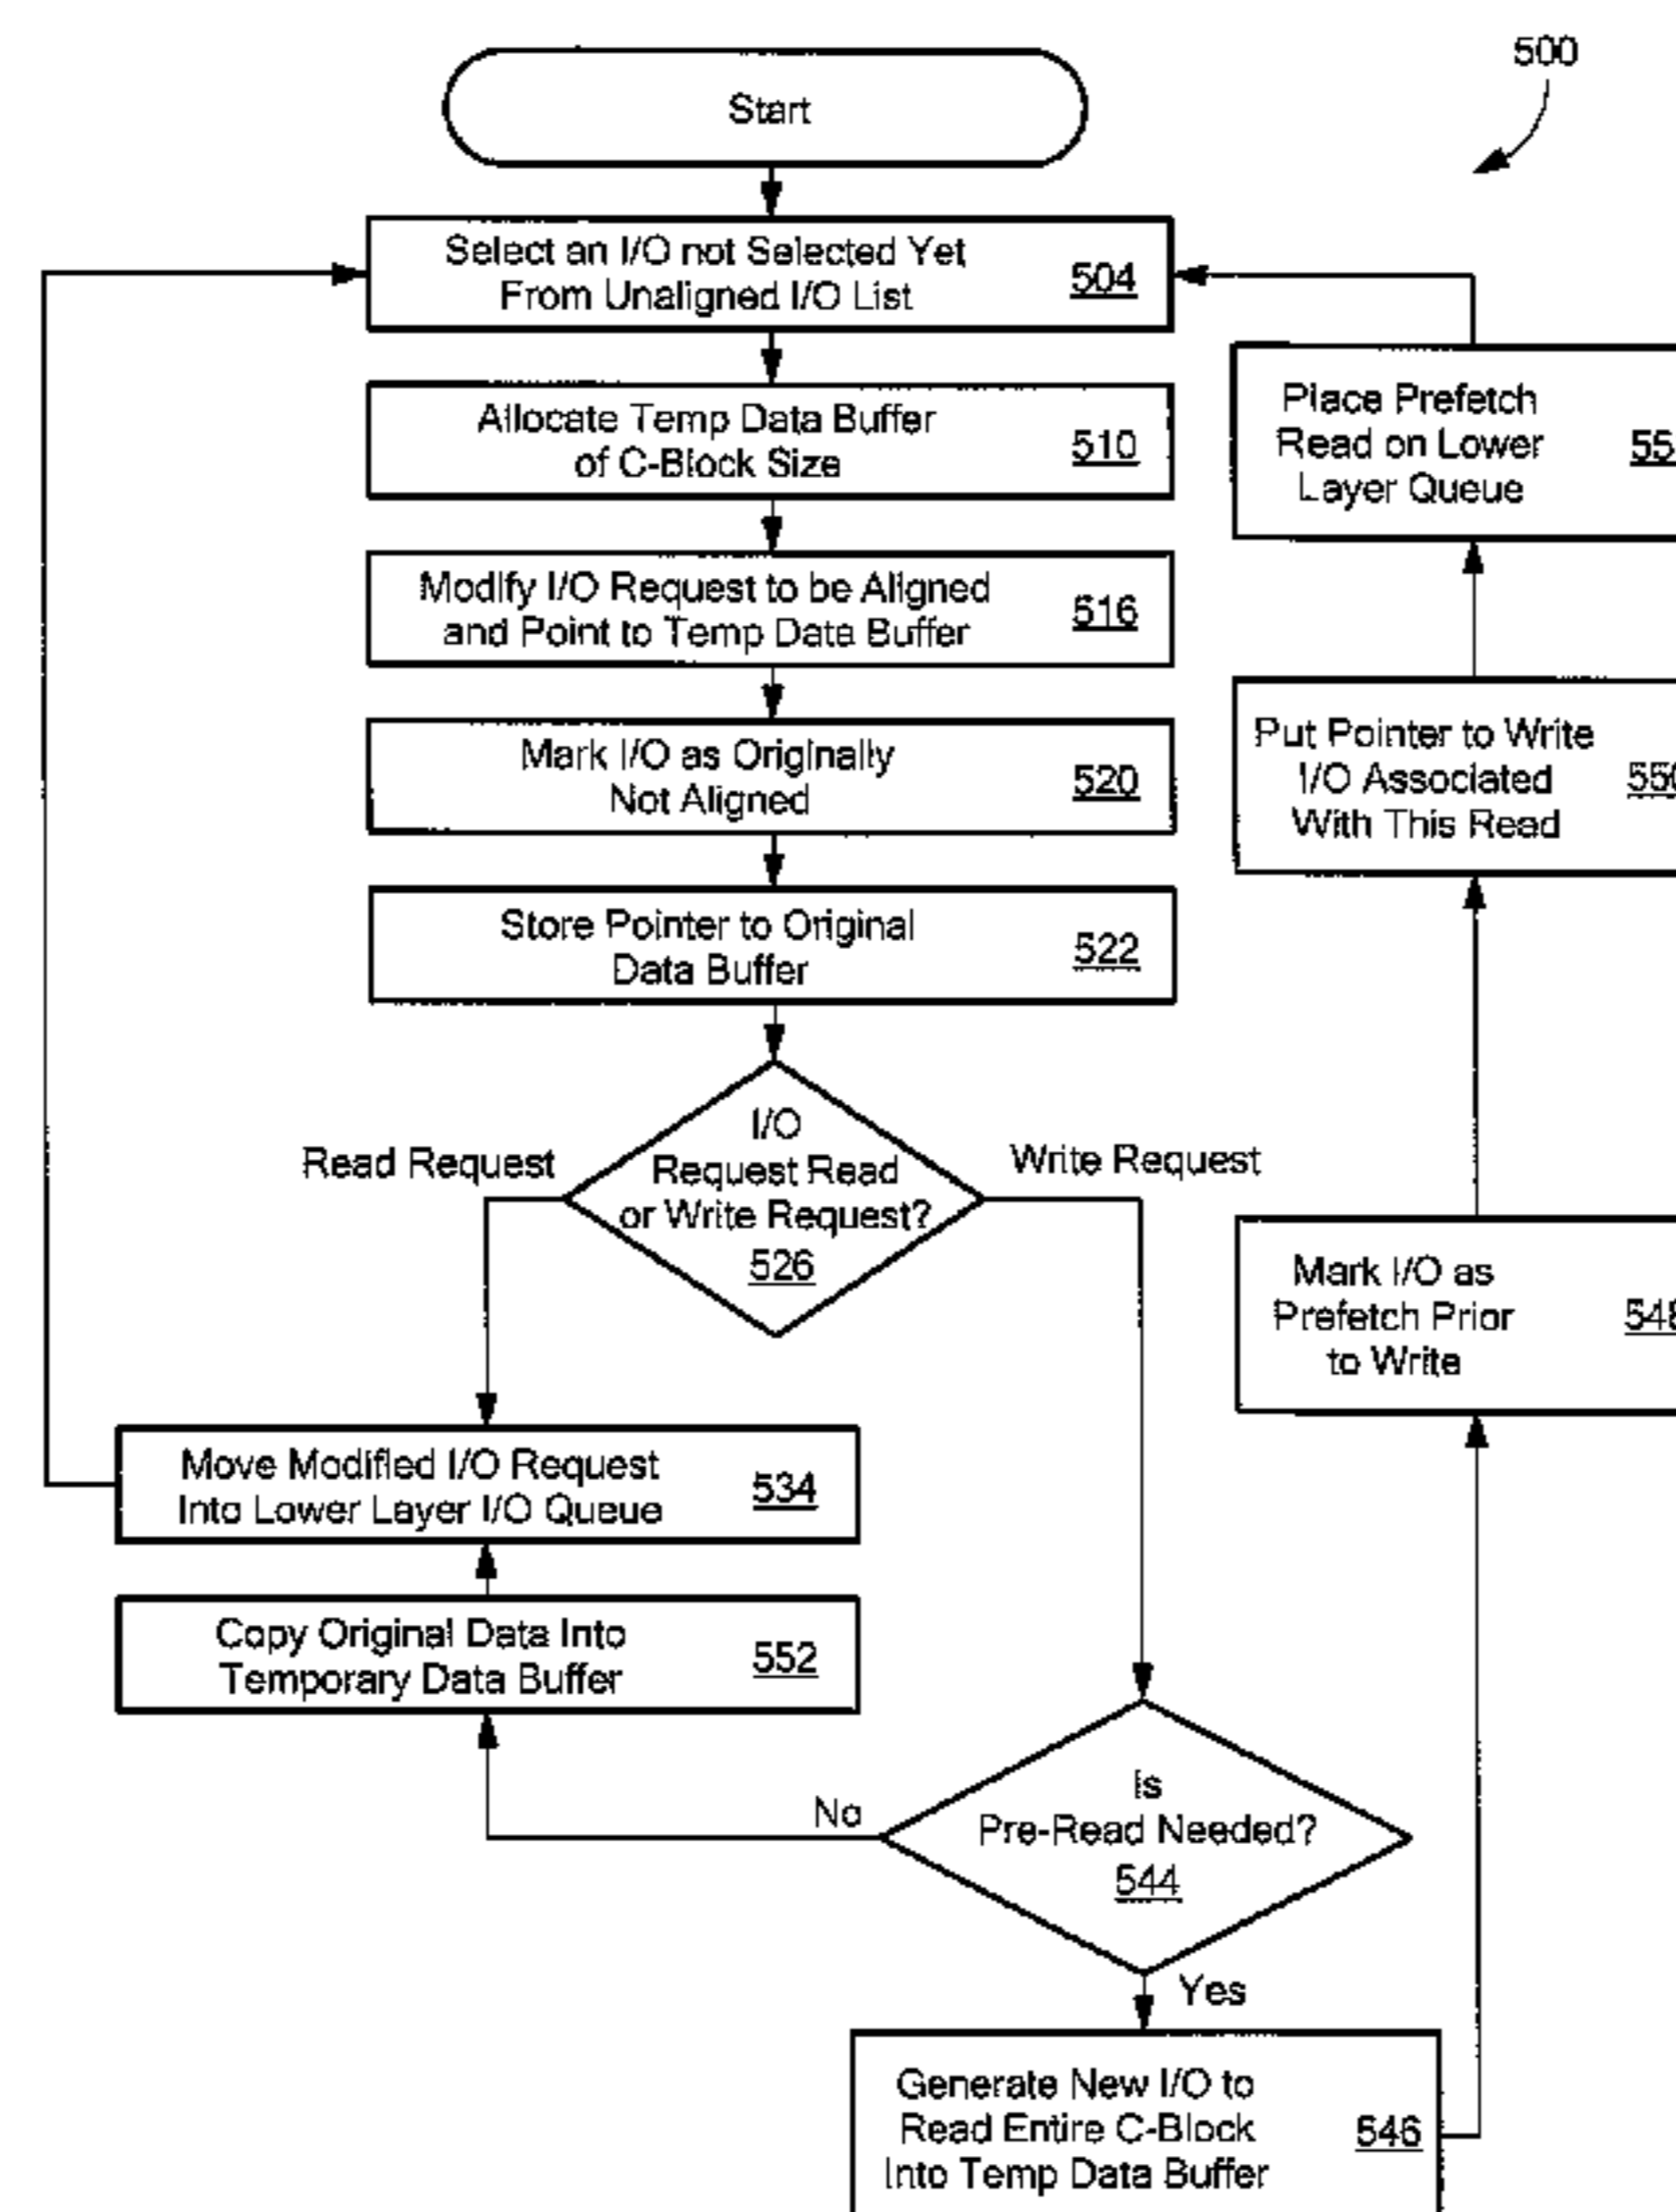 500
Start
Select an I/O not Selected Yet
From Unaligned I/O List
504
Allocate Temp Data Buffer
of C-Block Size
510
Modify I/O Request to be Aligned
and Point to Temp Data Buffer
516
Mark I/O as Originally
Not Aligned
520
Store Pointer to Original
Data Buffer
522
I/O
Request Read
or Write Request?
526
Read Request
Write Request
Move Modified I/O Request
Into Lower Layer I/O Queue
534
Copy Original Data Into
Temporary Data Buffer
552
Is
Pre-Read Needed?
544
No
Yes
Generate New I/O to
Read Entire C-Block
Into Temp Data Buffer
546
Mark I/O as
Prefetch Prior
to Write
548
Put Pointer to Write
I/O Associated
With This Read
550
Place Prefetch
Read on Lower
Layer Queue